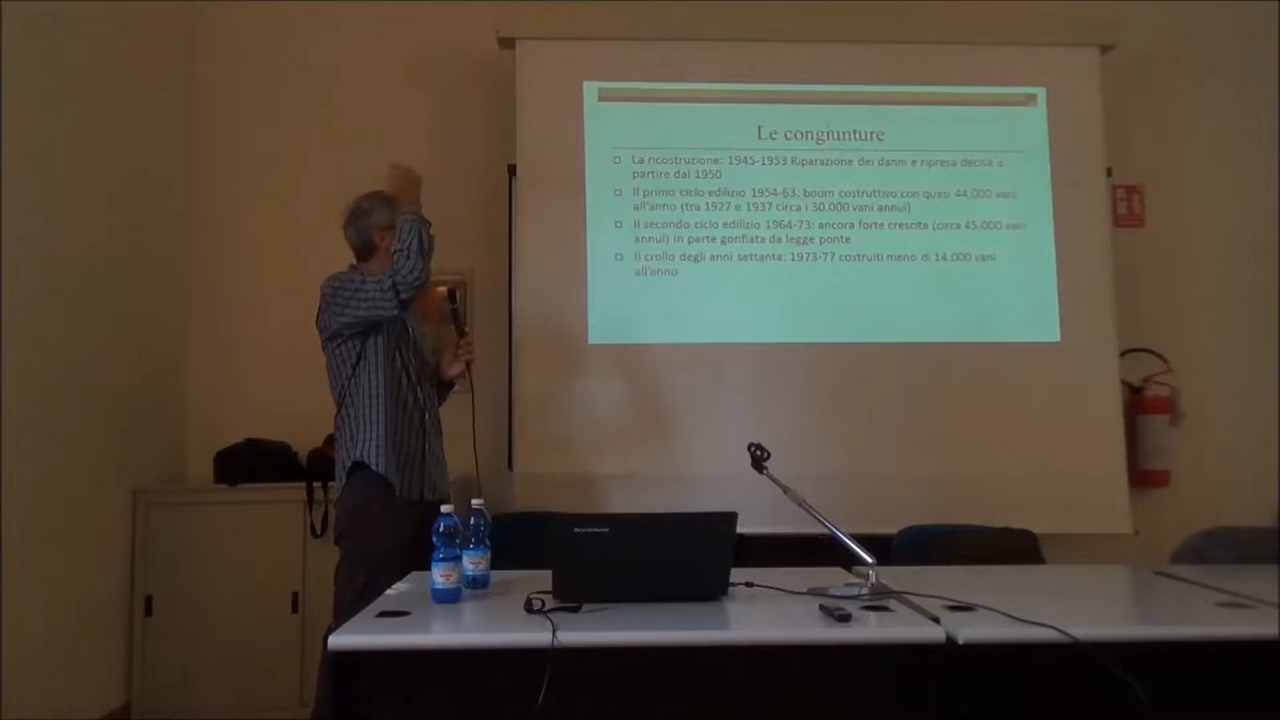 Le congiunture
La ricostruzione: 1945-1953 Riparazione dei danni e ripresa decisa a
partire dal 1950
Il primo ciclo edilizio 1954-63: boom costruttivo con quasi 44.000 vani
all'anno (tra 1927 e 1937 circa i 30.000 vani annui)
Il secondo ciclo edilizio 1964-73: ancora forte crescita (circa 45.000 vani
annui) in parte gonfiata da legge ponte
Il crollo degli anni settanta: 1973-77 costruiti meno di 14.000 vani
all'anno
lenovo